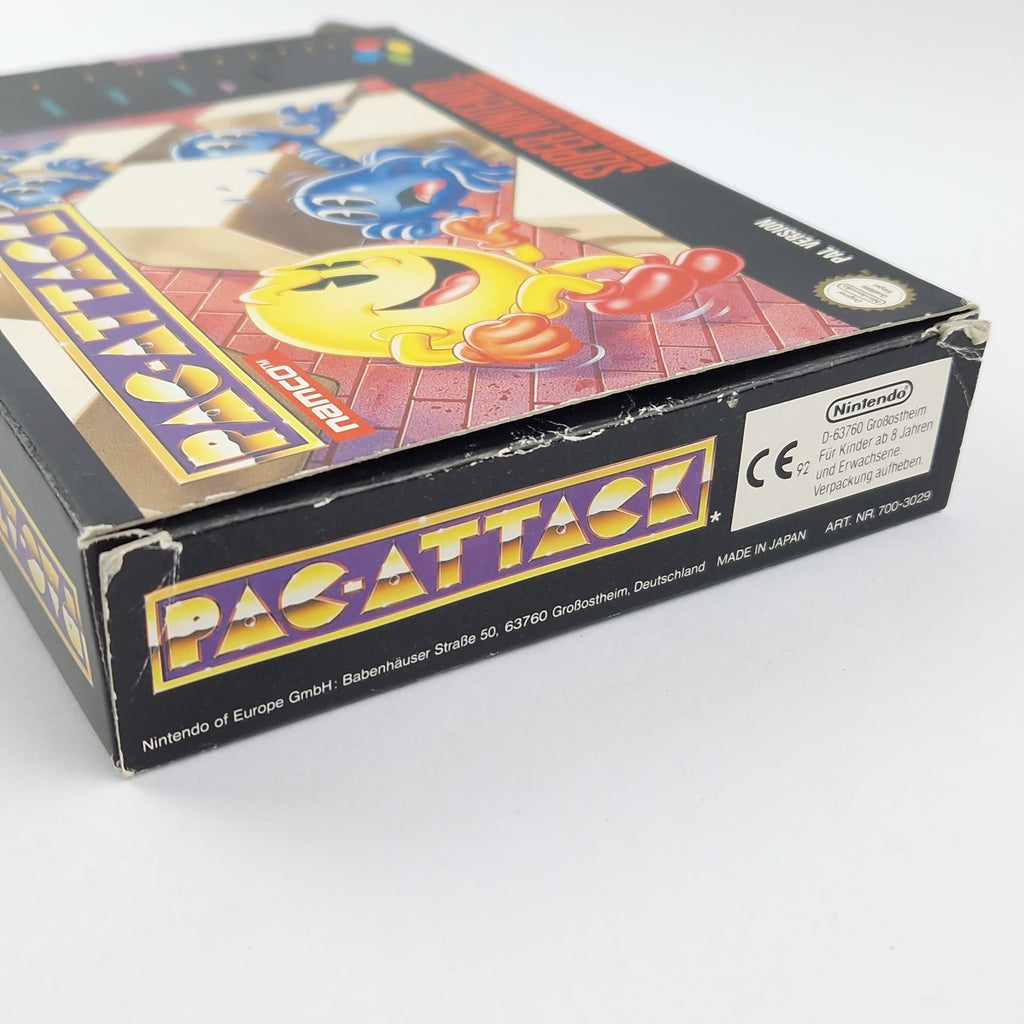 SUPER NINTENDO
PAL VERSION
Nintendo
PAC-ATTACK
namco™
PAC-ATTACK*
Nintendo
D-63760 Großostheim
Für Kinder ab 8 Jahren
und Erwachsene.
Verpackung aufheben.
CE 92
Nintendo of Europe GmbH: Babenhäuser Straße 50, 63760 Großostheim, Deutschland MADE IN JAPAN ART. NR. 700-3029